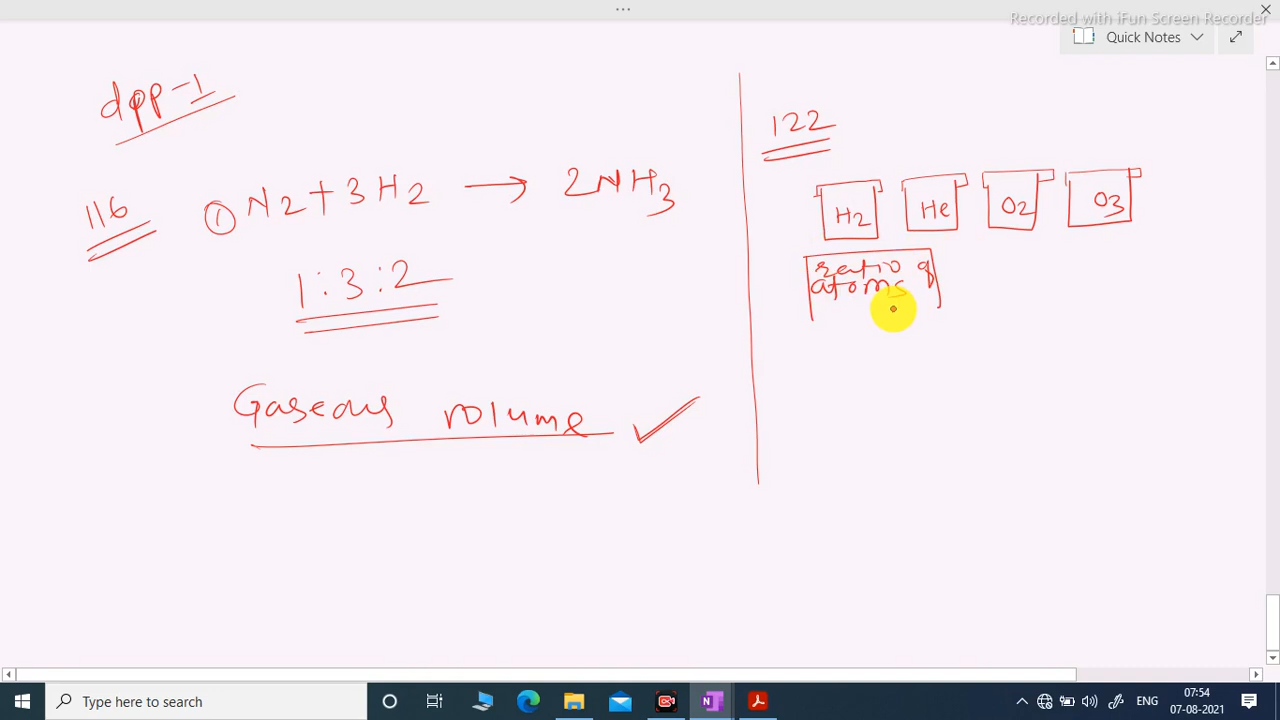 Recorded with iFun Screen Recorder
Quick Notes
dpp-1
116 ① N2 + 3H2 → 2NH3
1:3:2
Gaseous volume ✓
122
H2 He O2 O3
ratio of
atoms
Type here to search
ENG
07:54
07-08-2021